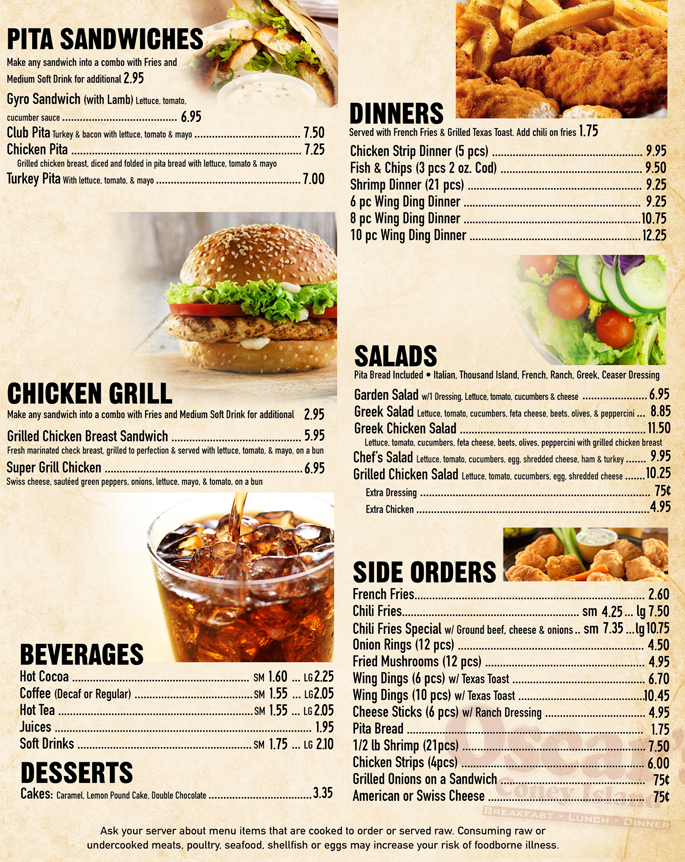 PITA SANDWICHES
Make any sandwich into a combo with Fries and
Medium Soft Drink for additional 2.95
Gyro Sandwich (with Lamb) Lettuce, tomato,
cucumber sauce ........ 6.95
Club Pita Turkey & bacon with lettuce, tomato & mayo ........ 7.50
Chicken Pita ........ 7.25
Grilled chicken breast, diced and folded in pita bread with lettuce, tomato & mayo
Turkey Pita With lettuce, tomato, & mayo ........ 7.00
CHICKEN GRILL
Make any sandwich into a combo with Fries and Medium Soft Drink for additional 2.95
Grilled Chicken Breast Sandwich ........ 5.95
Fresh marinated check breast, grilled to perfection & served with lettuce, tomato, & mayo, on a bun
Super Grill Chicken ........ 6.95
Swiss cheese, sautéed green peppers, onions, lettuce, mayo, & tomato, on a bun
BEVERAGES
Hot Cocoa ........ SM 1.60 ... LG 2.25
Coffee (Decaf or Regular) ........ SM 1.55 ... LG 2.05
Hot Tea ........ SM 1.55 ... LG 2.05
Juices ........ 1.95
Soft Drinks ........ SM 1.75 ... LG 2.10
DESSERTS
Cakes: Caramel, Lemon Pound Cake, Double Chocolate ........ 3.35
DINNERS
Served with French Fries & Grilled Texas Toast. Add chili on fries 1.75
Chicken Strip Dinner (5 pcs) ........ 9.95
Fish & Chips (3 pcs 2 oz. Cod) ........ 9.50
Shrimp Dinner (21 pcs) ........ 9.25
6 pc Wing Ding Dinner ........ 9.25
8 pc Wing Ding Dinner ........ 10.75
10 pc Wing Ding Dinner ........ 12.25
SALADS
Pita Bread Included • Italian, Thousand Island, French, Ranch, Greek, Ceaser Dressing
Garden Salad w/1 Dressing. Lettuce, tomato, cucumbers & cheese ........ 6.95
Greek Salad Lettuce, tomato, cucumbers, feta cheese, beets, olives, & peppercini ... 8.85
Greek Chicken Salad ........ 11.50
Lettuce, tomato, cucumbers, feta cheese, beets, olives, peppercini with grilled chicken breast
Chef's Salad Lettuce, tomato, cucumbers, egg, shredded cheese, ham & turkey ....... 9.95
Grilled Chicken Salad Lettuce, tomato, cucumbers, egg, shredded cheese ....... 10.25
Extra Dressing ........ 75¢
Extra Chicken ........ 4.95
SIDE ORDERS
French Fries........ 2.60
Chili Fries........ sm 4.25 ... lg 7.50
Chili Fries Special w/ Ground beef, cheese & onions .. sm 7.35 ...lg 10.75
Onion Rings (12 pcs) ........ 4.50
Fried Mushrooms (12 pcs) ........ 4.95
Wing Dings (6 pcs) w/ Texas Toast ........ 6.70
Wing Dings (10 pcs) w/ Texas Toast ........ 10.45
Cheese Sticks (6 pcs) w/ Ranch Dressing ........ 4.95
Pita Bread ........ 1.75
1/2 lb Shrimp (21pcs) ........ 7.50
Chicken Strips (4pcs) ........ 6.00
Grilled Onions on a Sandwich ........ 75¢
American or Swiss Cheese ........ 75¢
Oscar's
Coney Island
BREAKFAST - LUNCH - DINNER
Ask your server about menu items that are cooked to order or served raw. Consuming raw or
undercooked meats, poultry, seafood, shellfish or eggs may increase your risk of foodborne illness.